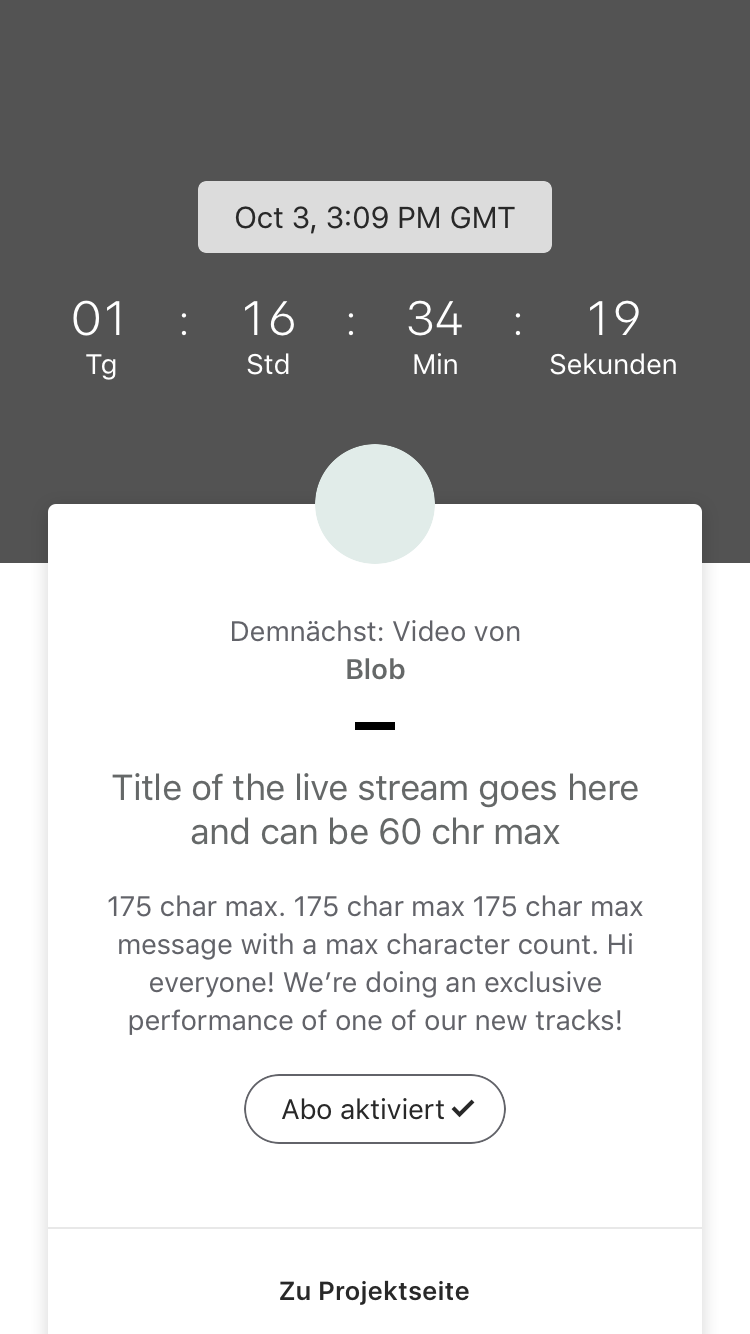 Oct 3, 3:09 PM GMT
01 : 16 : 34 : 19
Tg Std Min Sekunden
Demnächst: Video von
Blob
Title of the live stream goes here
and can be 60 chr max
175 char max. 175 char max 175 char max
message with a max character count. Hi
everyone! We’re doing an exclusive
performance of one of our new tracks!
Abo aktiviert ✓
Zu Projektseite